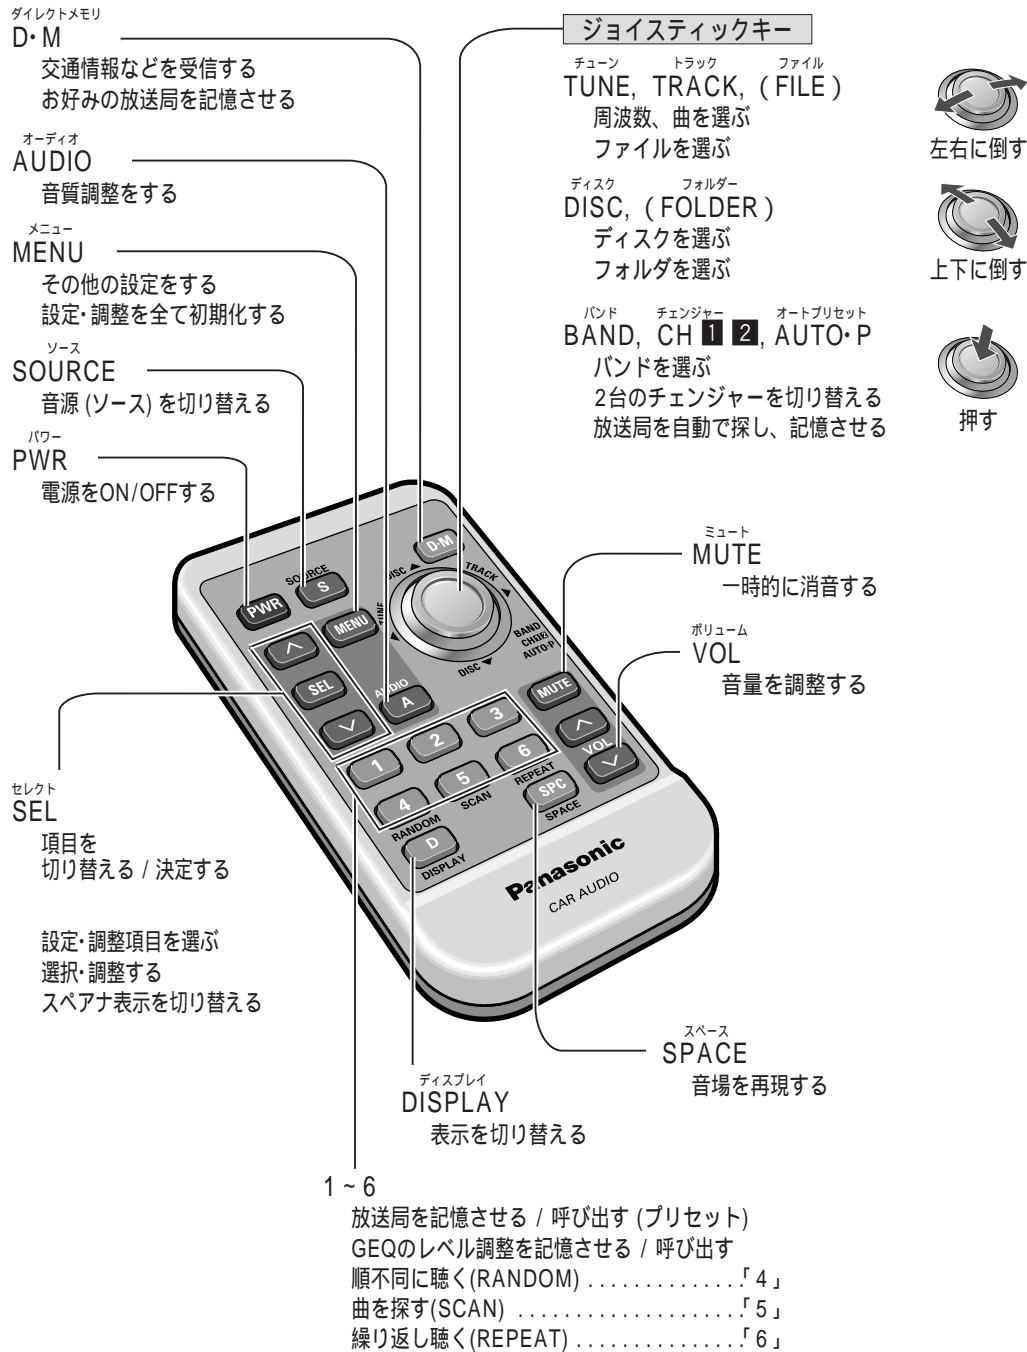 ダイレクトメモリ
D・M
交通情報などを受信する
お好みの放送局を記憶させる
オーディオ
AUDIO
音質調整をする
メニュー
MENU
その他の設定をする
設定・調整を全て初期化する
ソース
SOURCE
音源 (ソース) を切り替える
パワー
PWR
電源をON/OFFする
ジョイスティックキー
チューン トラック ファイル
TUNE, TRACK, ( FILE )
周波数、曲を選ぶ
ファイルを選ぶ
左右に倒す
ディスク フォルダー
DISC, ( FOLDER )
ディスクを選ぶ
フォルダを選ぶ
上下に倒す
バンド チェンジャー オートプリセット
BAND, CH 1 2, AUTO・P
バンドを選ぶ
2台のチェンジャーを切り替える
放送局を自動で探し、記憶させる
押す
ミュート
MUTE
一時的に消音する
ボリューム
VOL
音量を調整する
SOURCE
S
PWR
MENU
D・M
DISC
TRACK
TUNE
DISC
BAND
CH12
AUTO・P
SEL
AUDIO
A
MUTE
VOL
1
2
3
4
5
6
RANDOM
SCAN
REPEAT
D
DISPLAY
SPC
SPACE
Panasonic
CAR AUDIO
セレクト
SEL
項目を
切り替える / 決定する
設定・調整項目を選ぶ
選択・調整する
スペアナ表示を切り替える
スペース
SPACE
音場を再現する
ディスプレイ
DISPLAY
表示を切り替える
1 ~ 6
放送局を記憶させる / 呼び出す (プリセット)
GEQのレベル調整を記憶させる / 呼び出す
順不同に聴く(RANDOM) ..............「4」
曲を探す(SCAN) ....................「5」
繰り返し聴く(REPEAT) ...............「6」